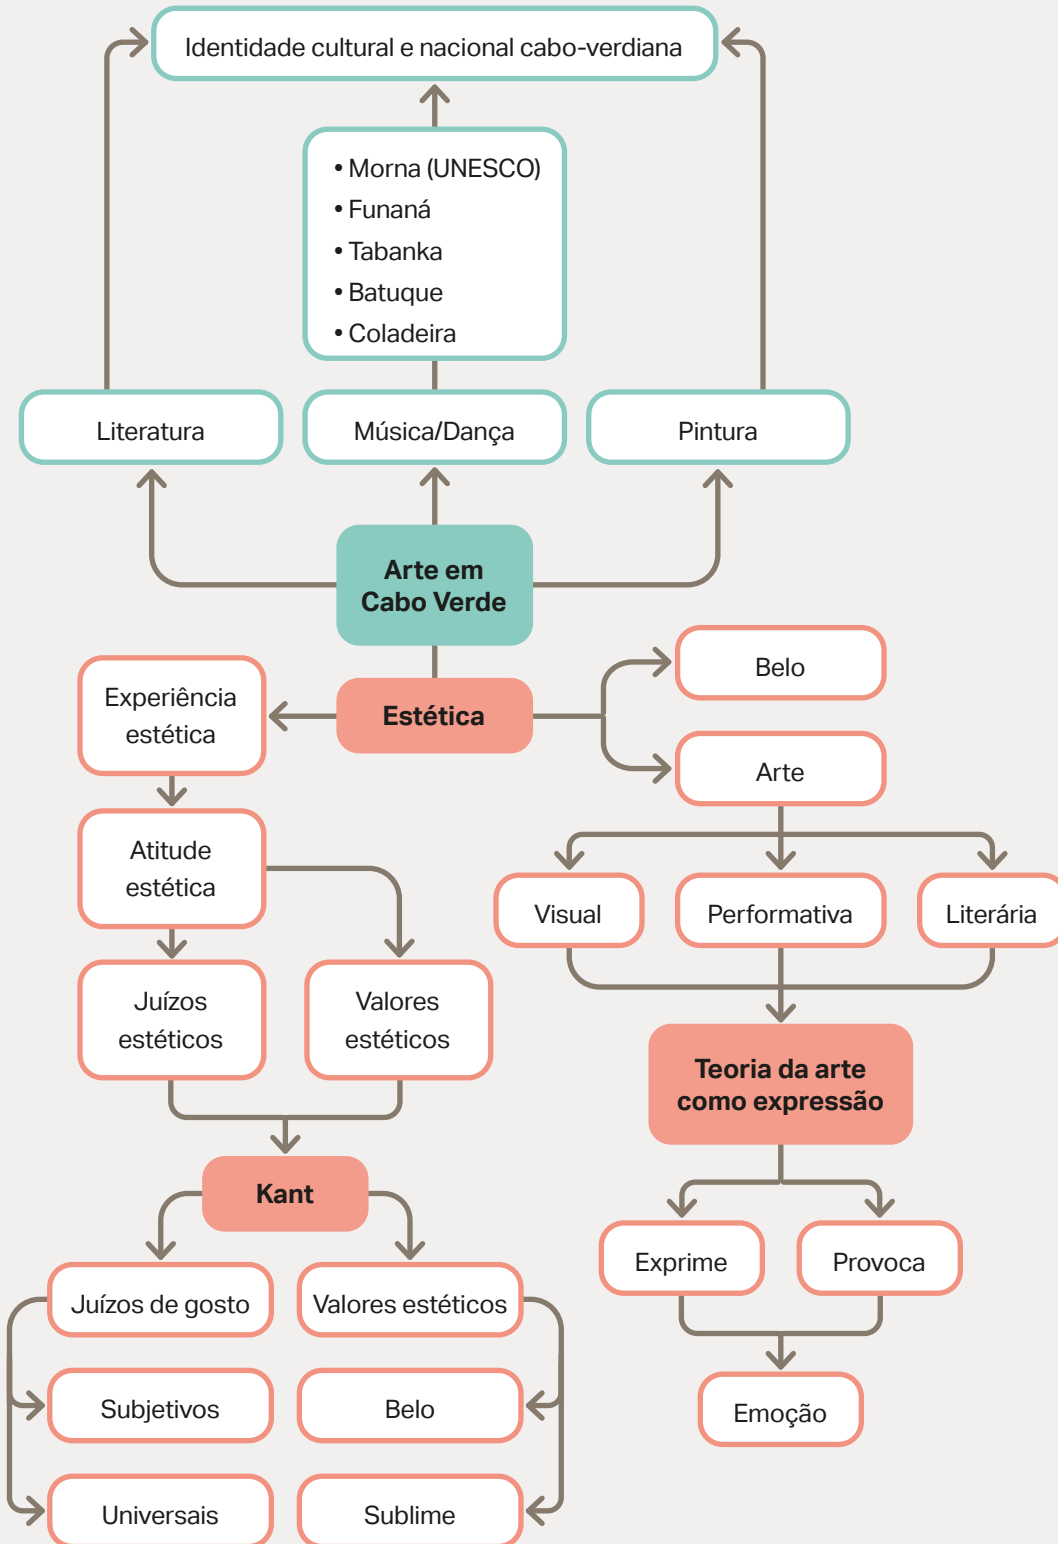 Identidade cultural e nacional cabo-verdiana
• Morna (UNESCO)
• Funaná
• Tabanka
• Batuque
• Coladeira
Literatura
Música/Dança
Pintura
Arte em
Cabo Verde
Estética
Experiência
estética
Belo
Arte
Atitude
estética
Visual
Performativa
Literária
Juízos
estéticos
Valores
estéticos
Teoria da arte
como expressão
Kant
Exprime
Provoca
Juízos de gosto
Valores estéticos
Subjetivos
Belo
Emoção
Universais
Sublime